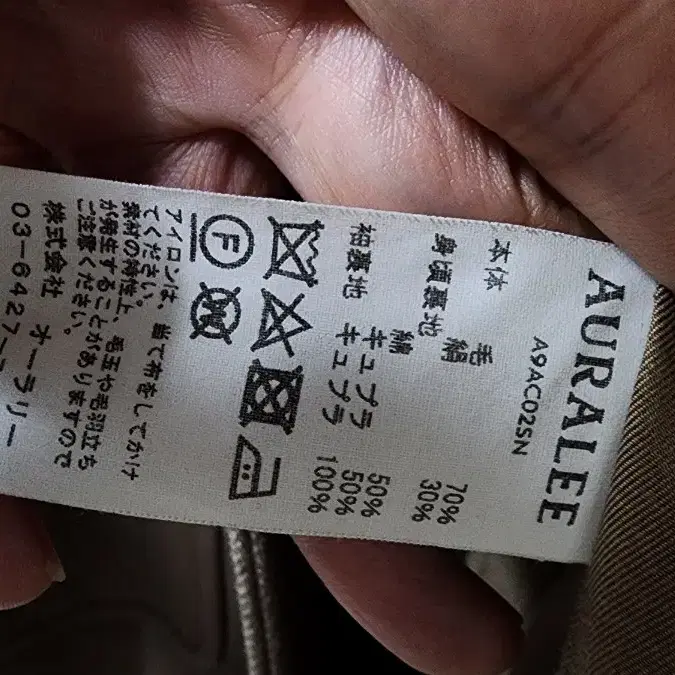 AURALEE
A9AC02SN
本体 毛 70%
絹 30%
身頃裏地 綿 50%
キュプラ 50%
袖裏地 キュプラ 100%
F
アイロンは、当て布をしてかけ
てください。
素材の特性上、毛玉や毛羽立ち
が発生することがありますので
ご注意ください。
株式会社 オーラリー
03-6427-